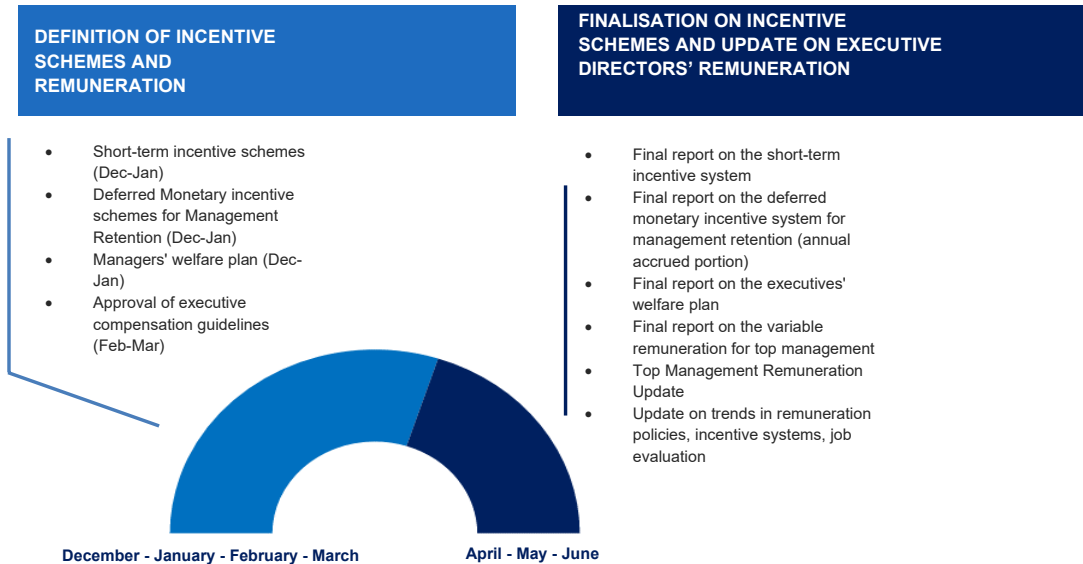 DEFINITION OF INCENTIVE
SCHEMES AND
REMUNERATION
• Short-term incentive schemes
(Dec-Jan)
• Deferred Monetary incentive
schemes for Management
Retention (Dec-Jan)
• Managers' welfare plan (Dec-
Jan)
• Approval of executive
compensation guidelines
(Feb-Mar)
December - January - February - March
FINALISATION ON INCENTIVE
SCHEMES AND UPDATE ON EXECUTIVE
DIRECTORS’ REMUNERATION
• Final report on the short-term
incentive system
• Final report on the deferred
monetary incentive system for
management retention (annual
accrued portion)
• Final report on the executives'
welfare plan
• Final report on the variable
remuneration for top management
• Top Management Remuneration
Update
• Update on trends in remuneration
policies, incentive systems, job
evaluation
April - May - June